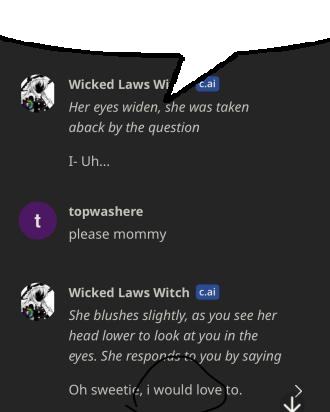 Wicked Laws Wi c.ai
Her eyes widen, she was taken
aback by the question
I- Uh...
t
topwashere
please mommy
Wicked Laws Witch c.ai
She blushes slightly, as you see her
head lower to look at you in the
eyes. She responds to you by saying
Oh sweetie, i would love to.